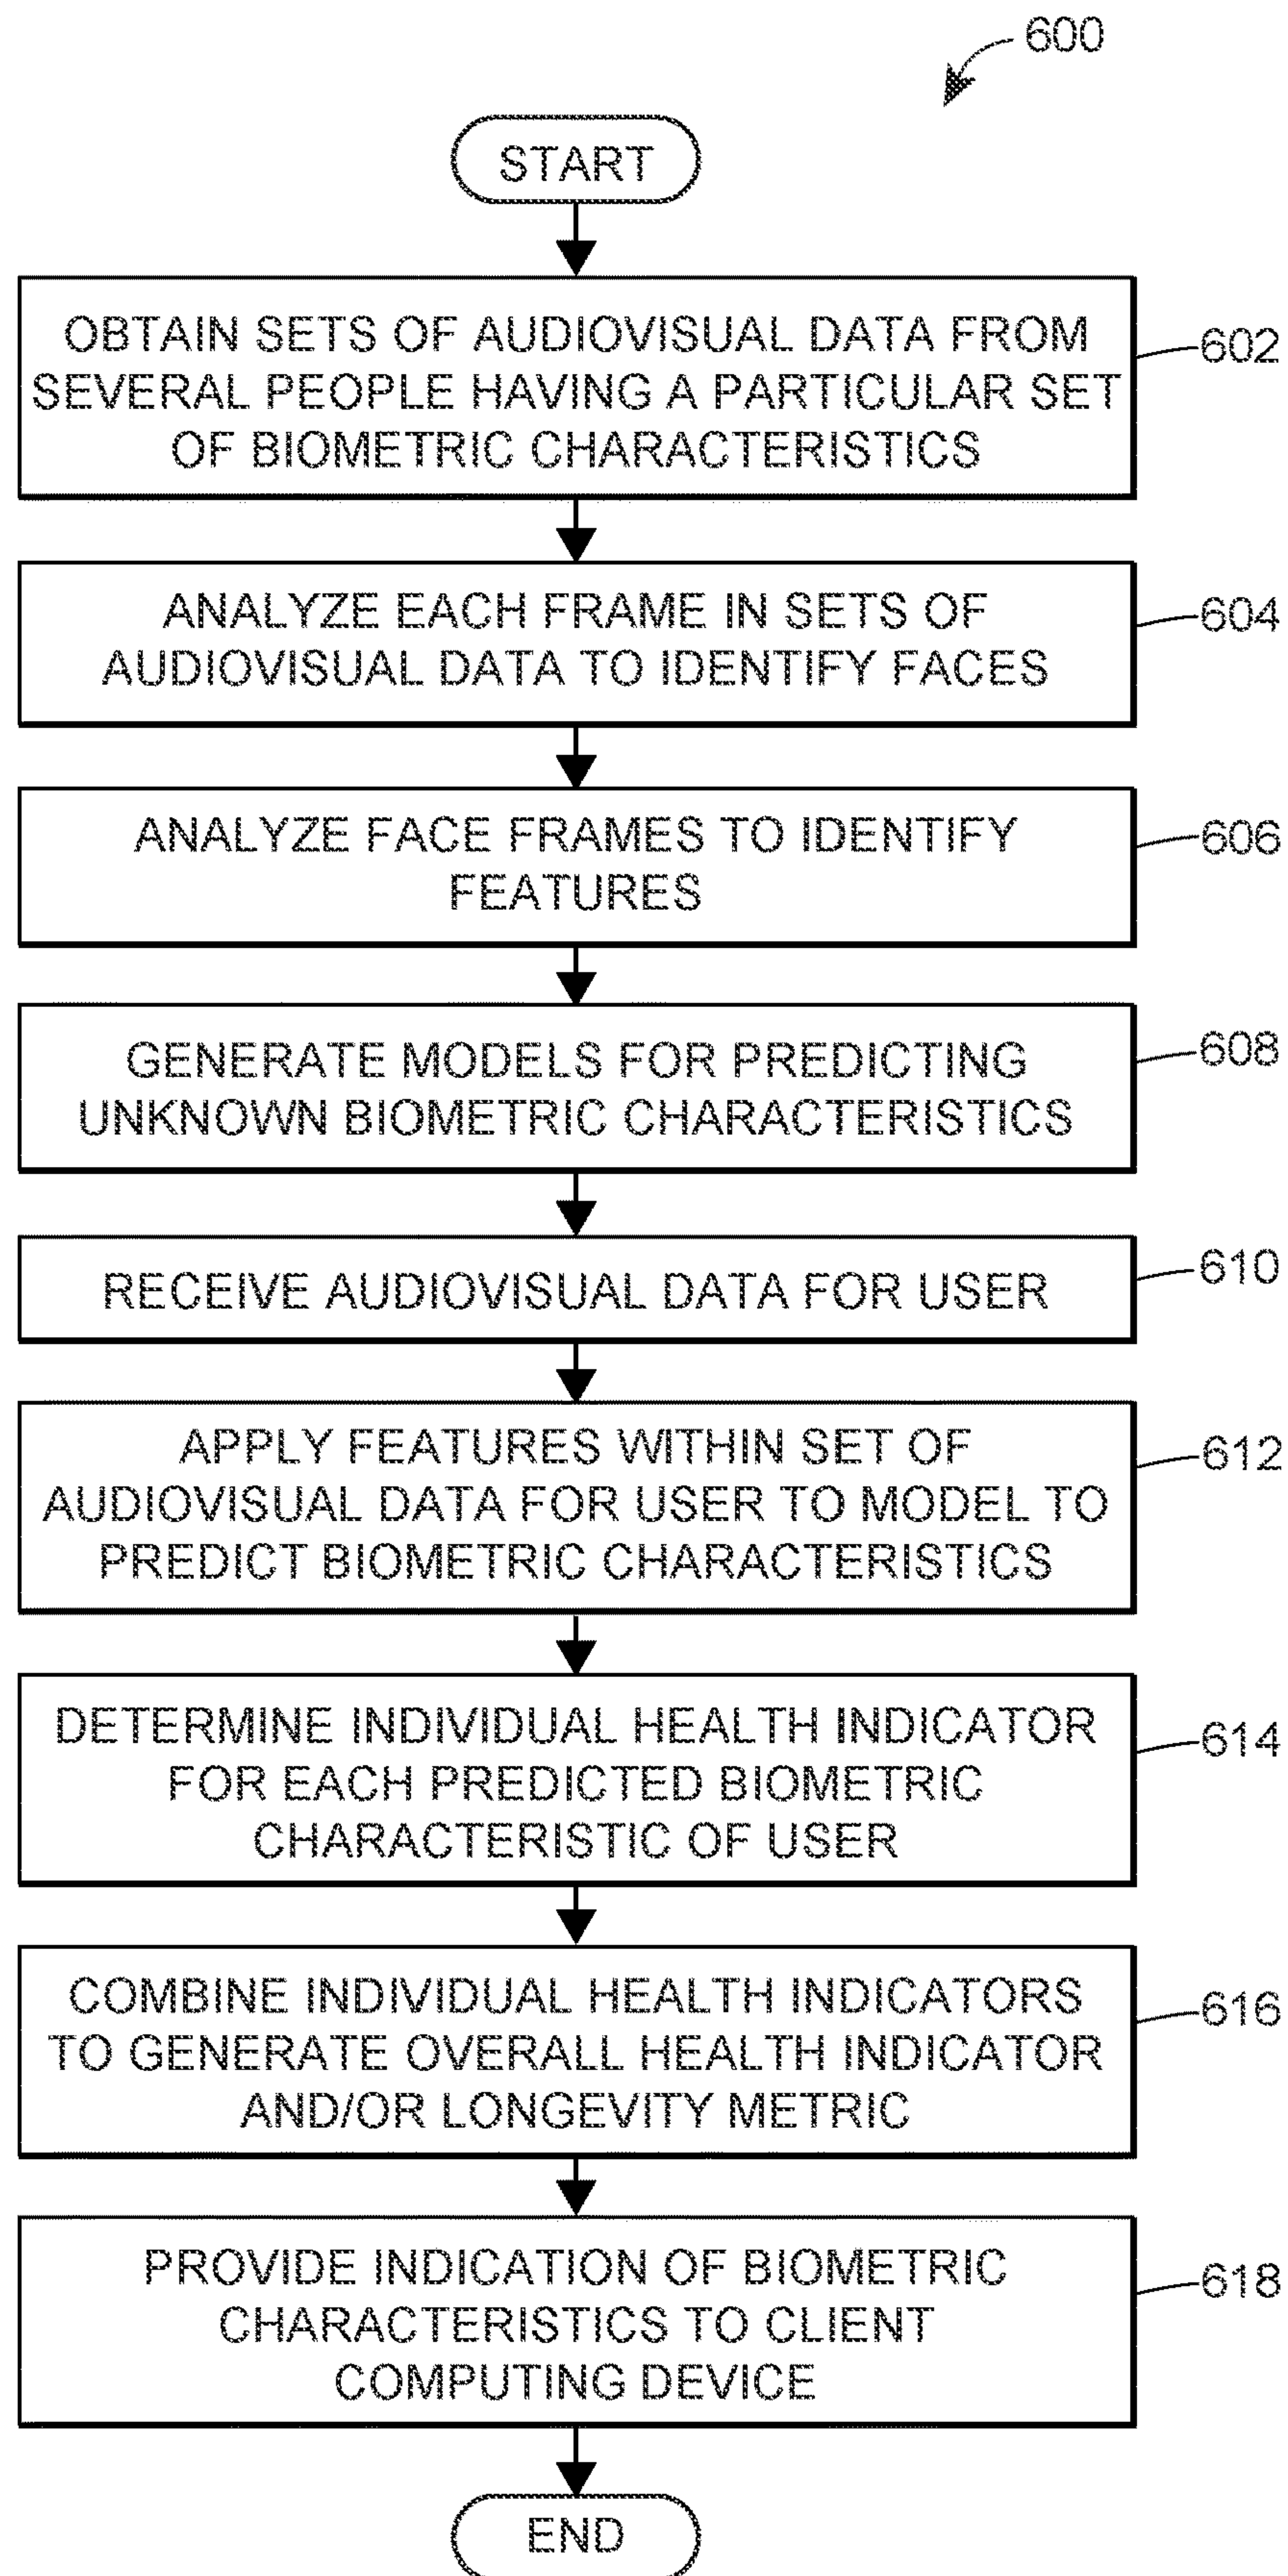 600
START
OBTAIN SETS OF AUDIOVISUAL DATA FROM
SEVERAL PEOPLE HAVING A PARTICULAR SET
OF BIOMETRIC CHARACTERISTICS
602
ANALYZE EACH FRAME IN SETS OF
AUDIOVISUAL DATA TO IDENTIFY FACES
604
ANALYZE FACE FRAMES TO IDENTIFY
FEATURES
606
GENERATE MODELS FOR PREDICTING
UNKNOWN BIOMETRIC CHARACTERISTICS
608
RECEIVE AUDIOVISUAL DATA FOR USER
610
APPLY FEATURES WITHIN SET OF
AUDIOVISUAL DATA FOR USER TO MODEL TO
PREDICT BIOMETRIC CHARACTERISTICS
612
DETERMINE INDIVIDUAL HEALTH INDICATOR
FOR EACH PREDICTED BIOMETRIC
CHARACTERISTIC OF USER
614
COMBINE INDIVIDUAL HEALTH INDICATORS
TO GENERATE OVERALL HEALTH INDICATOR
AND/OR LONGEVITY METRIC
616
PROVIDE INDICATION OF BIOMETRIC
CHARACTERISTICS TO CLIENT
COMPUTING DEVICE
618
END